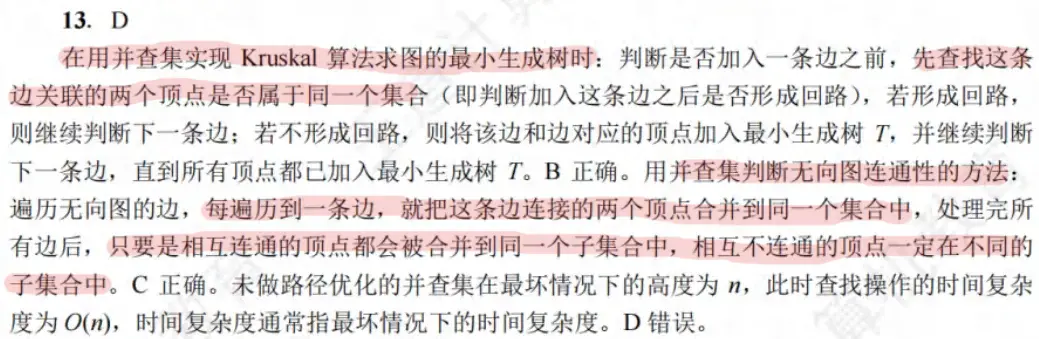 13. D
在用并查集实现 Kruskal 算法求图的最小生成树时：判断是否加入一条边之前，先查找这条
边关联的两个顶点是否属于同一个集合（即判断加入这条边之后是否形成回路），若形成回路，
则继续判断下一条边；若不形成回路，则将该边和边对应的顶点加入最小生成树 T，并继续判断
下一条边，直到所有顶点都已加入最小生成树 T。B 正确。用并查集判断无向图连通性的方法：
遍历无向图的边，每遍历到一条边，就把这条边连接的两个顶点合并到同一个集合中，处理完所
有边后，只要是相互连通的顶点都会被合并到同一个子集合中，相互不连通的顶点一定在不同的
子集合中。C 正确。未做路径优化的并查集在最坏情况下的高度为 n，此时查找操作的时间复杂
度为 O(n)，时间复杂度通常指最坏情况下的时间复杂度。D 错误。